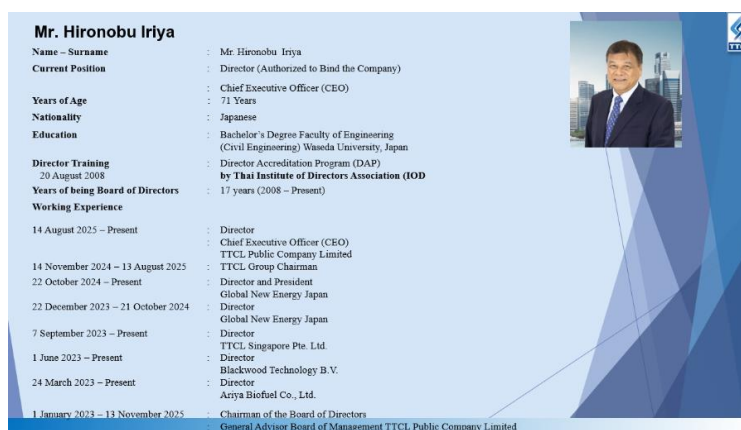 Mr. Hironobu Iriya
Name – Surname : Mr. Hironobu Iriya
Current Position : Director (Authorized to Bind the Company)
: Chief Executive Officer (CEO)
Years of Age : 71 Years
Nationality : Japanese
Education : Bachelor's Degree Faculty of Engineering
(Civil Engineering) Waseda University, Japan
Director Training : Director Accreditation Program (DAP)
20 August 2008 by Thai Institute of Directors Association (IOD
Years of being Board of Directors : 17 years (2008 – Present)
Working Experience
14 August 2025 – Present : Director
: Chief Executive Officer (CEO)
TTCL Public Company Limited
14 November 2024 – 13 August 2025 : TTCL Group Chairman
22 October 2024 – Present : Director and President
Global New Energy Japan
22 December 2023 – 21 October 2024 : Director
Global New Energy Japan
7 September 2023 – Present : Director
TTCL Singapore Pte. Ltd.
1 June 2023 – Present : Director
Blackwood Technology B.V.
24 March 2023 – Present : Director
Ariya Biofuel Co., Ltd.
1 January 2023 – 13 November 2025 : Chairman of the Board of Directors
: General Advisor Board of Management TTCL Public Company Limited